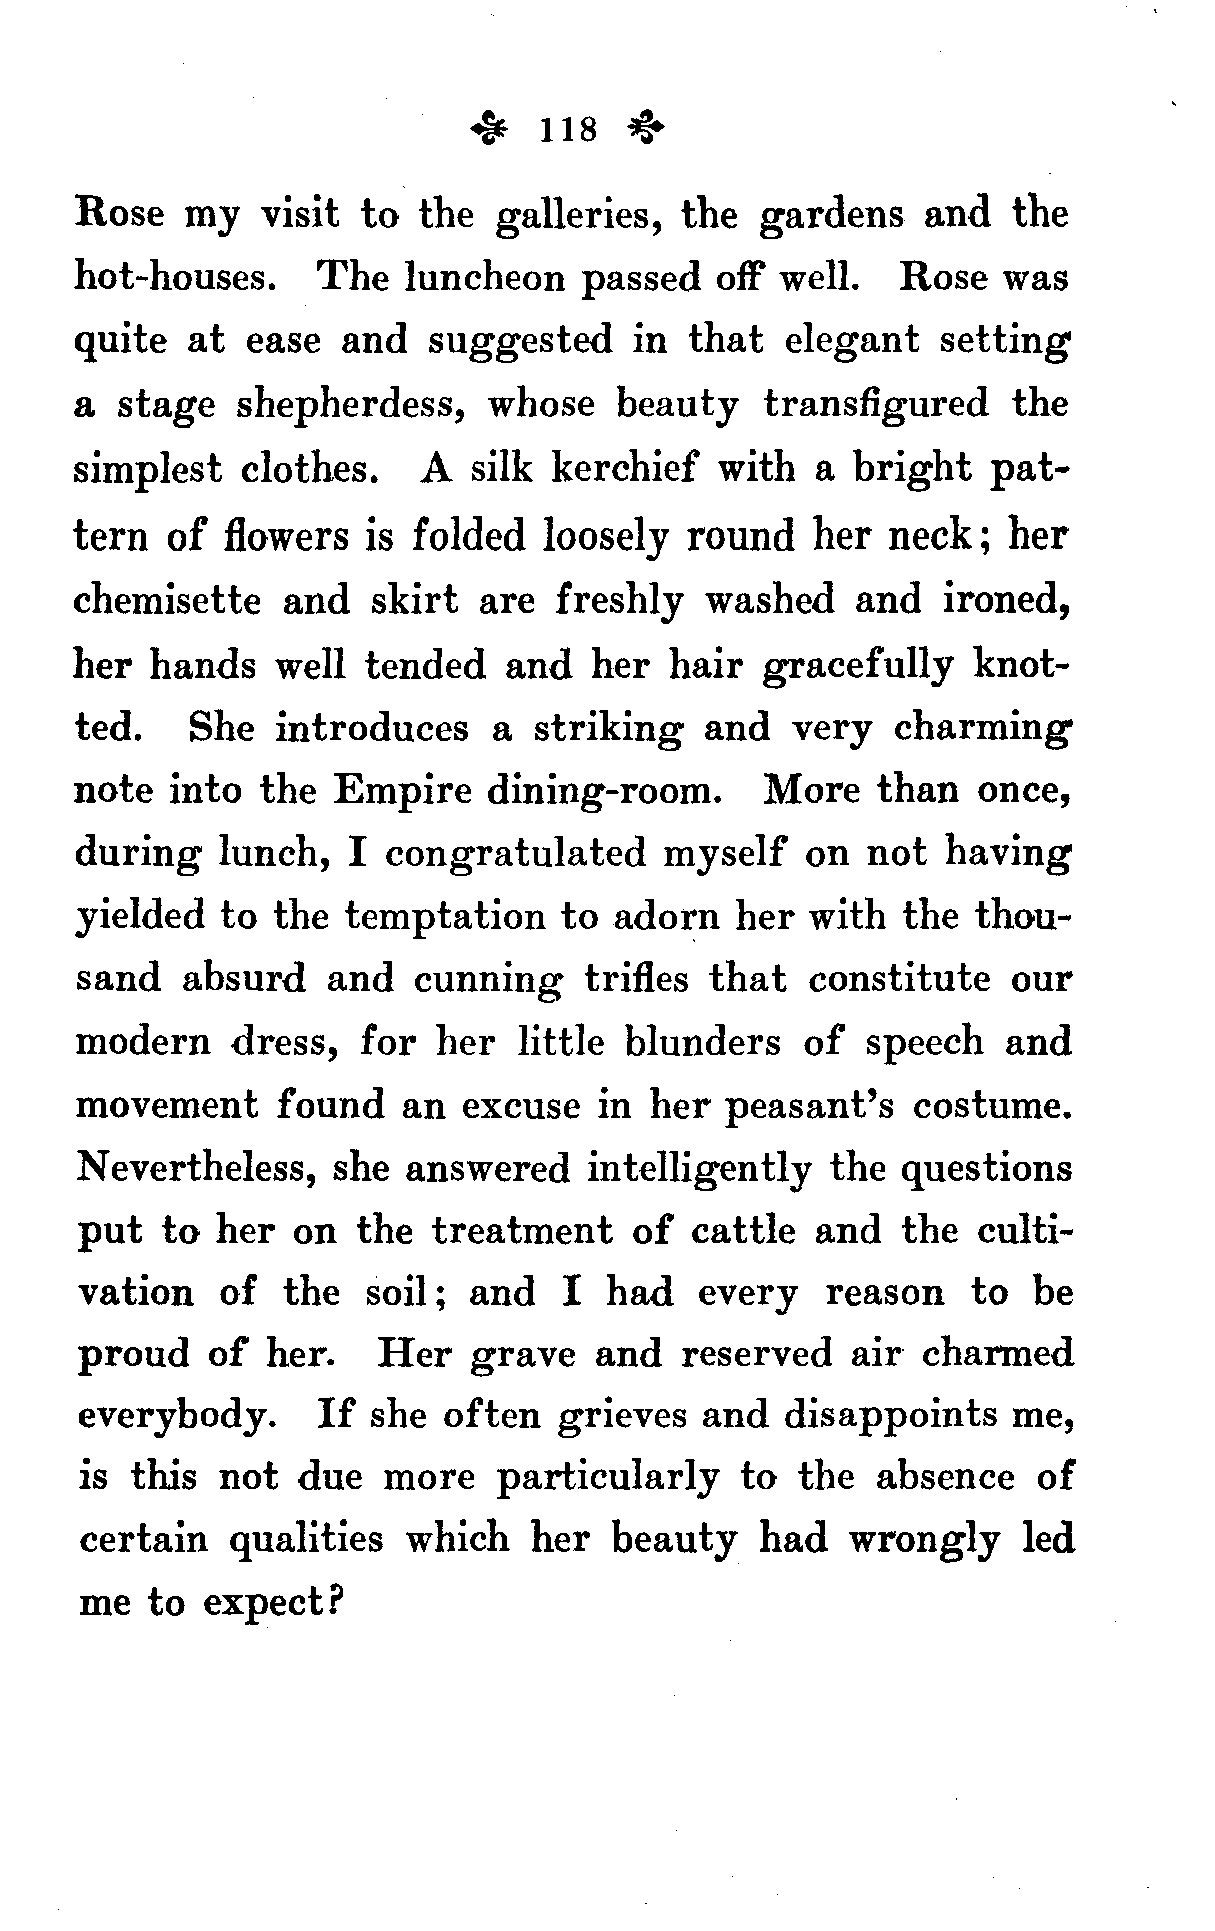 118
Rose my visit to the galleries, the gardens and the
hot-houses. The luncheon passed off well. Rose was
quite at ease and suggested in that elegant setting
a stage shepherdess, whose beauty transfigured the
simplest clothes. A silk kerchief with a bright pat-
tern of flowers is folded loosely round her neck; her
chemisette and skirt are freshly washed and ironed,
her hands well tended and her hair gracefully knot-
ted. She introduces a striking and very charming
note into the Empire dining-room. More than once,
during lunch, I congratulated myself on not having
yielded to the temptation to adorn her with the thou-
sand absurd and cunning trifles that constitute our
modern dress, for her little blunders of speech and
movement found an excuse in her peasant's costume.
Nevertheless, she answered intelligently the questions
put to her on the treatment of cattle and the culti-
vation of the soil; and I had every reason to be
proud of her. Her grave and reserved air charmed
everybody. If she often grieves and disappoints me,
is this not due more particularly to the absence of
certain qualities which her beauty had wrongly led
me to expect?